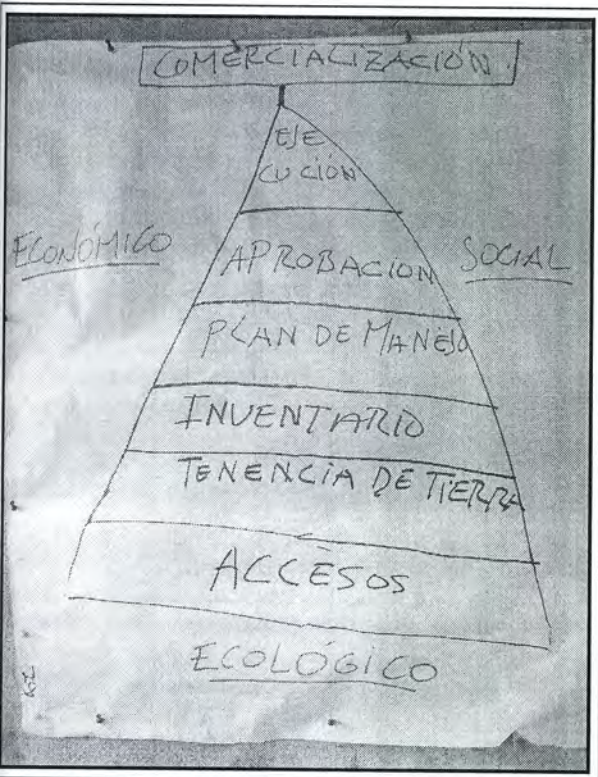 COMERCIALIZACIÓN
EJE
CUCIÓN
ECONÓMICO
APROBACION
SOCIAL
PLAN DE MANEJO
INVENTARIO
TENENCIA DE TIERRA
ACCESOS
ECOLÓGICO